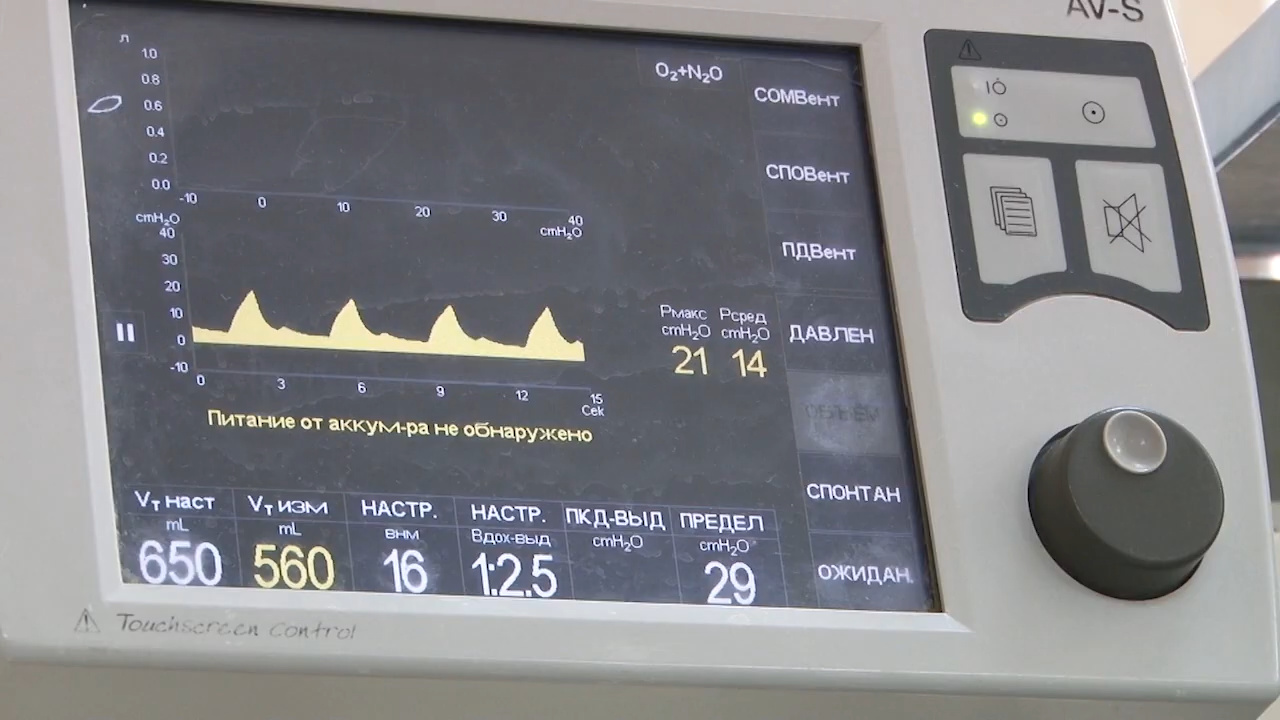 AV-S
л
1.0
0.8
0.6
0.4
0.2
0.0
-10 0 10 20 30 40
cmH₂O
O₂+N₂O
cmH₂O
40
30
20
10
0
-10
0 3 6 9 12 15
Сек
Pмакс Pсред
cmH₂O cmH₂O
21 14
Питание от аккум-ра не обнаружено
СОМВент
СПОВент
ПДВент
ДАВЛЕН
ОБЪЕМ
СПОНТАН
ОЖИДАН.
Vт наст Vт изм НАСТР. НАСТР. ПКД-ВЫД ПРЕДЕЛ
mL mL внм Вдох-выд cmH₂O cmH₂O
650 560 16 1:2.5 29
Touchscreen Control